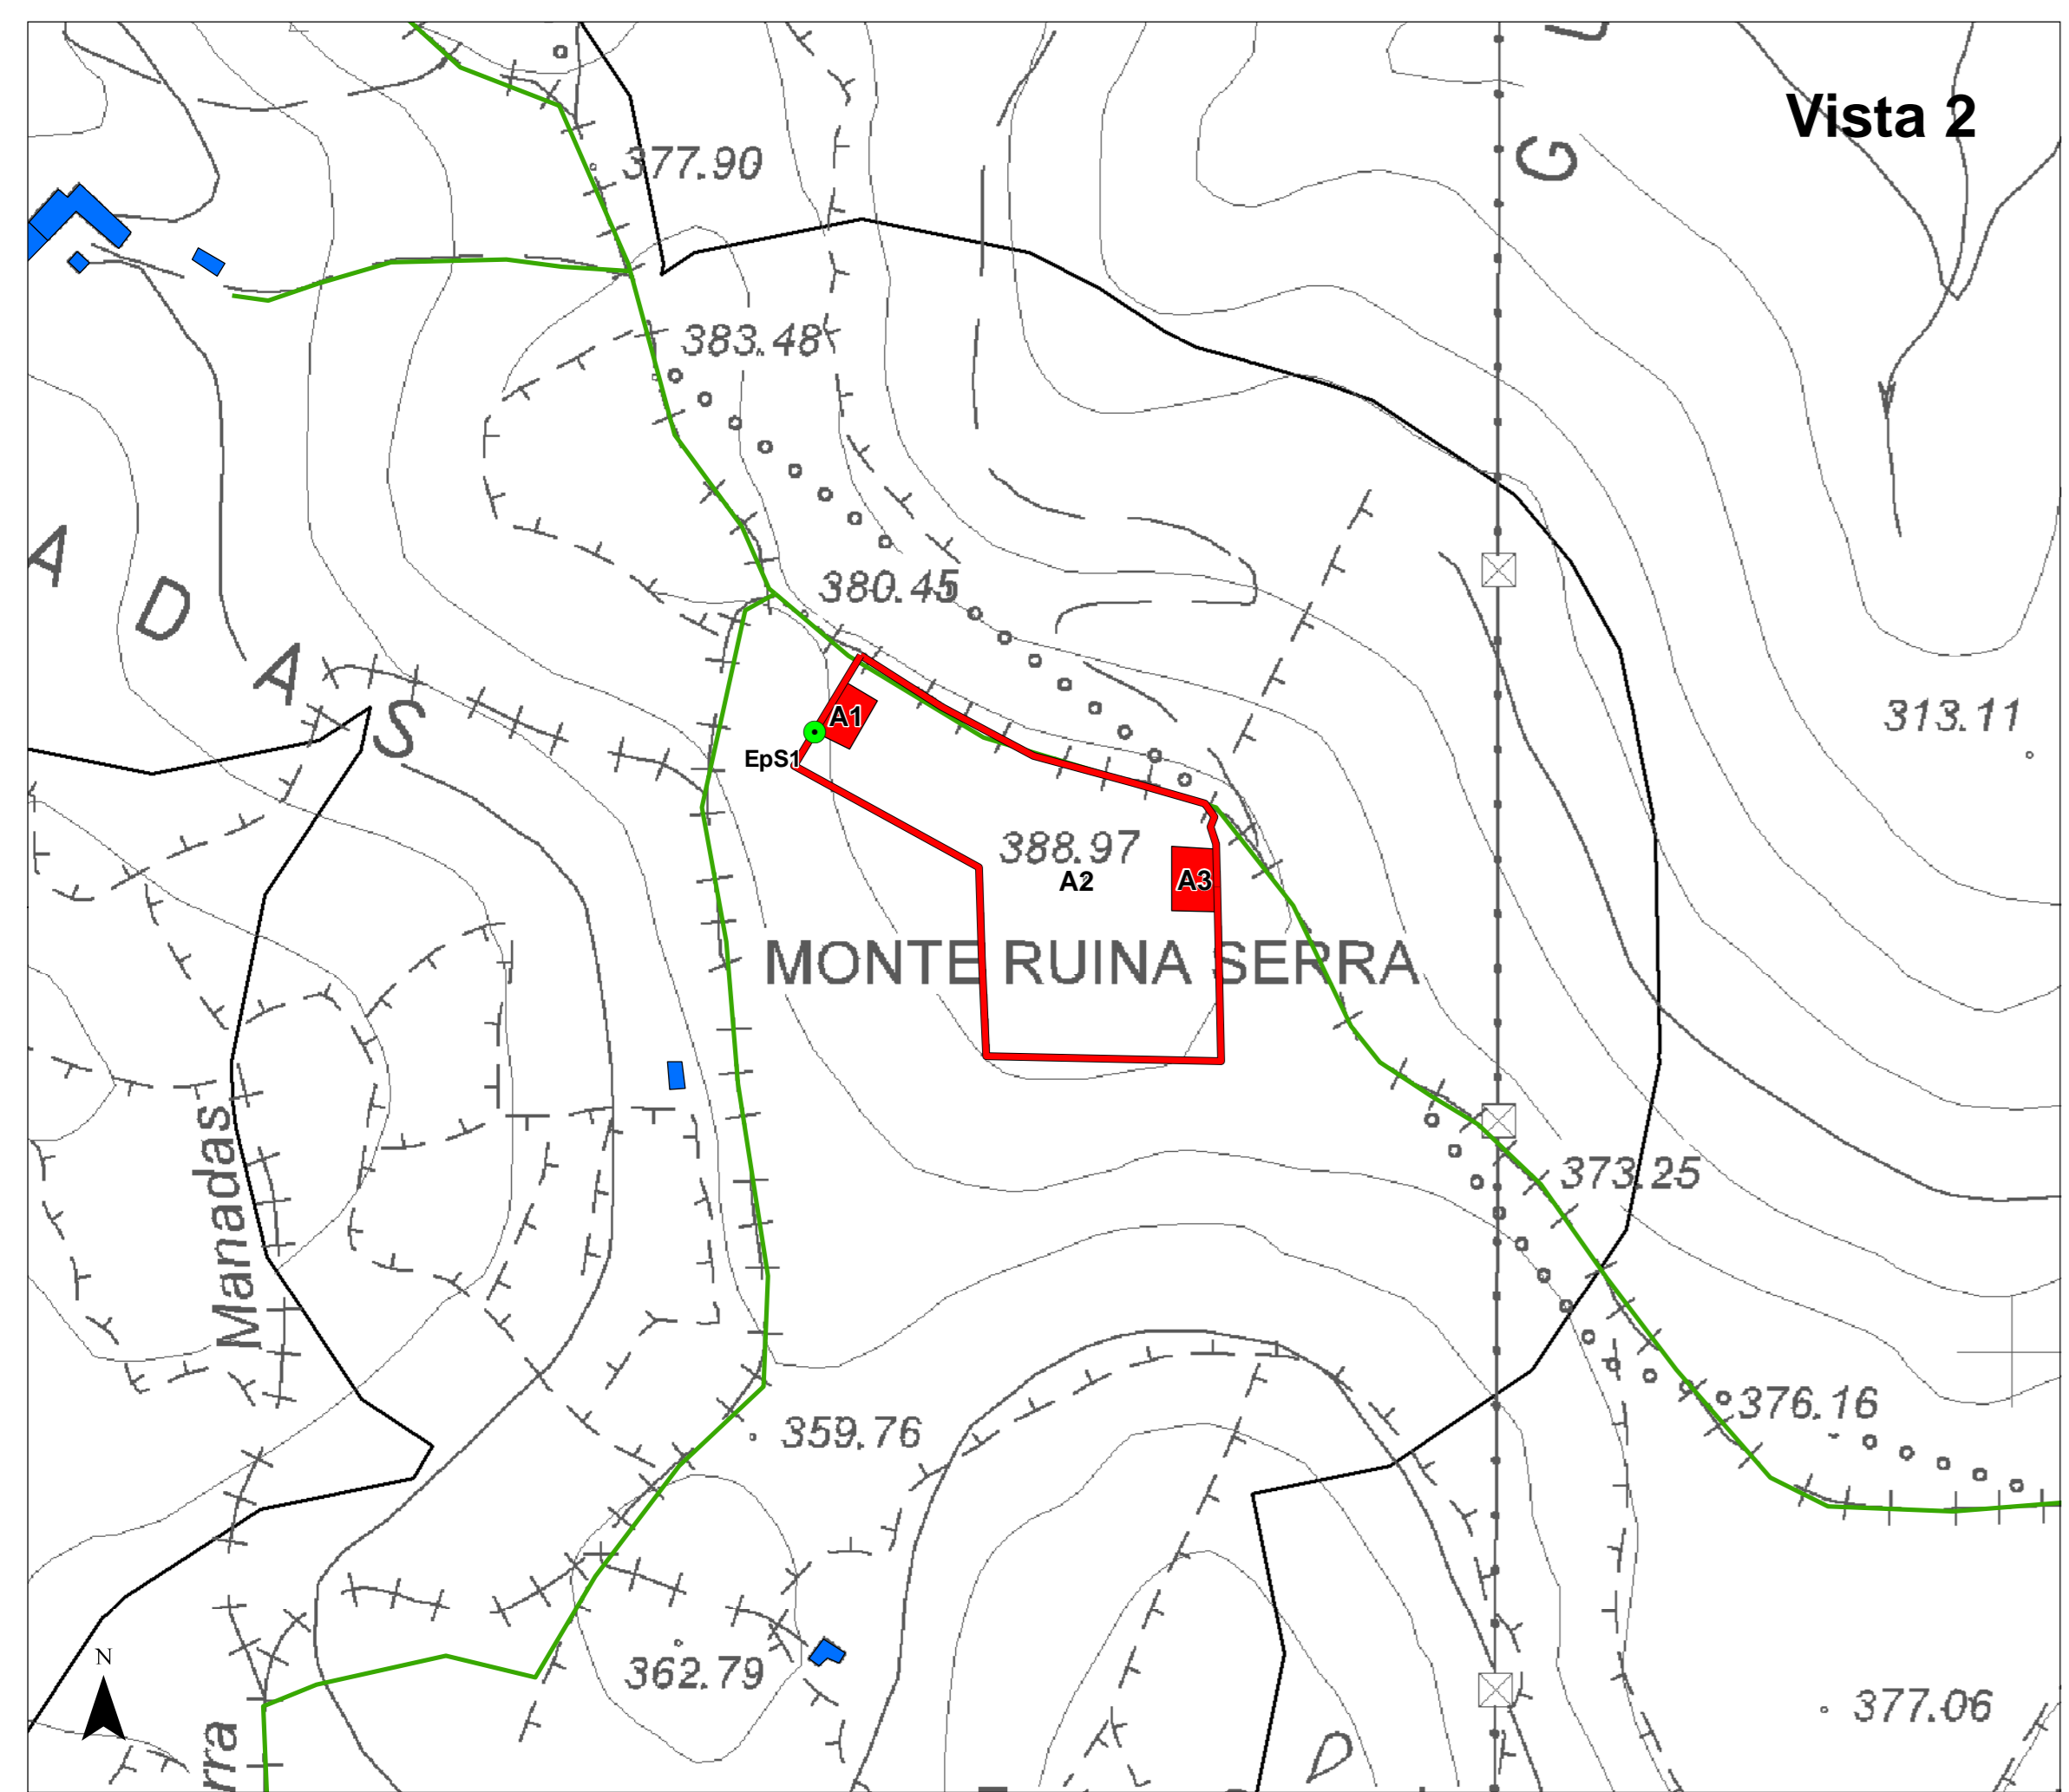 Vista 2
G
377.90
383.48
380.45
A
D
A
S
313.11
A1
EpS1
388.97
A2
A3
MONTE RUINA SERRA
373.25
Manadas
376.16
359.76
362.79
377.06
N
rra
D